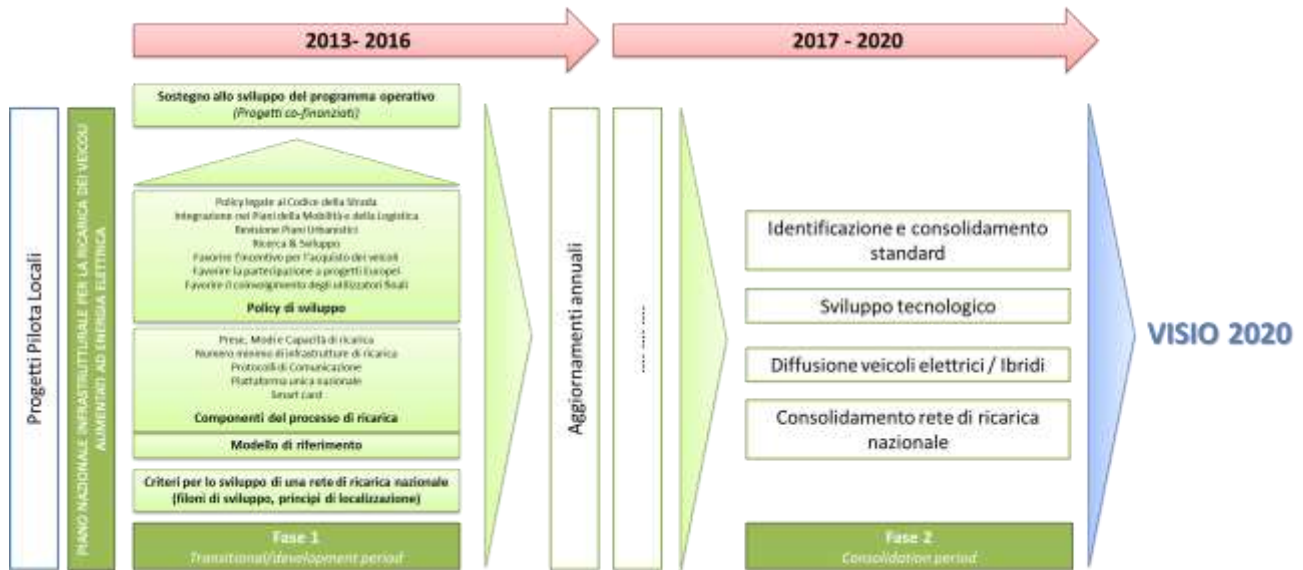 2013- 2016
2017 - 2020
Progetti Pilota Locali
PIANO NAZIONALE INFRASTRUTTURALE PER LA RICARICA DEI VEICOLI
ALIMENTATI AD ENERGIA ELETTRICA
Sostegno allo sviluppo del programma operativo
(Progetti co-finanziati)
Policy legate al Codice della Strada
Integrazione nei Piani della Mobilità e della Logistica
Revisione Piani Urbanistici
Ricerca & Sviluppo
Favorire l'incentivo per l'acquisto dei veicoli
Favorire la partecipazione a progetti Europei
Favorire il coinvolgimento degli utilizzatori finali
Policy di sviluppo
Prese, Modi e Capacità di ricarica
Numero minimo di infrastrutture di ricarica
Protocolli di Comunicazione
Piattaforma unica nazionale
Smart card
Componenti del processo di ricarica
Modello di riferimento
Criteri per lo sviluppo di una rete di ricarica nazionale
(filoni di sviluppo, principi di localizzazione)
Fase 1
Transitional/development period
Aggiornamenti annuali
... ... ...
Identificazione e consolidamento
standard
Sviluppo tecnologico
Diffusione veicoli elettrici / Ibridi
Consolidamento rete di ricarica
nazionale
Fase 2
Consolidation period
VISIO 2020